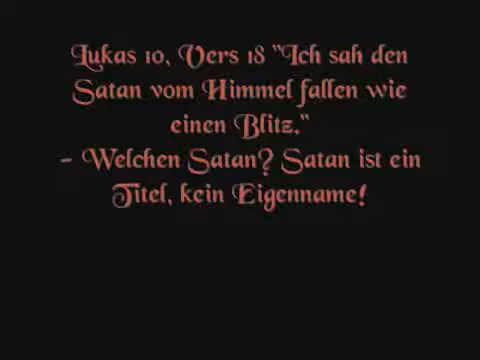 Lukas 10, Vers 18 "Ich sah den
Satan vom Himmel fallen wie
einen Blitz."
- Welchen Satan? Satan ist ein
Titel, kein Eigenname!